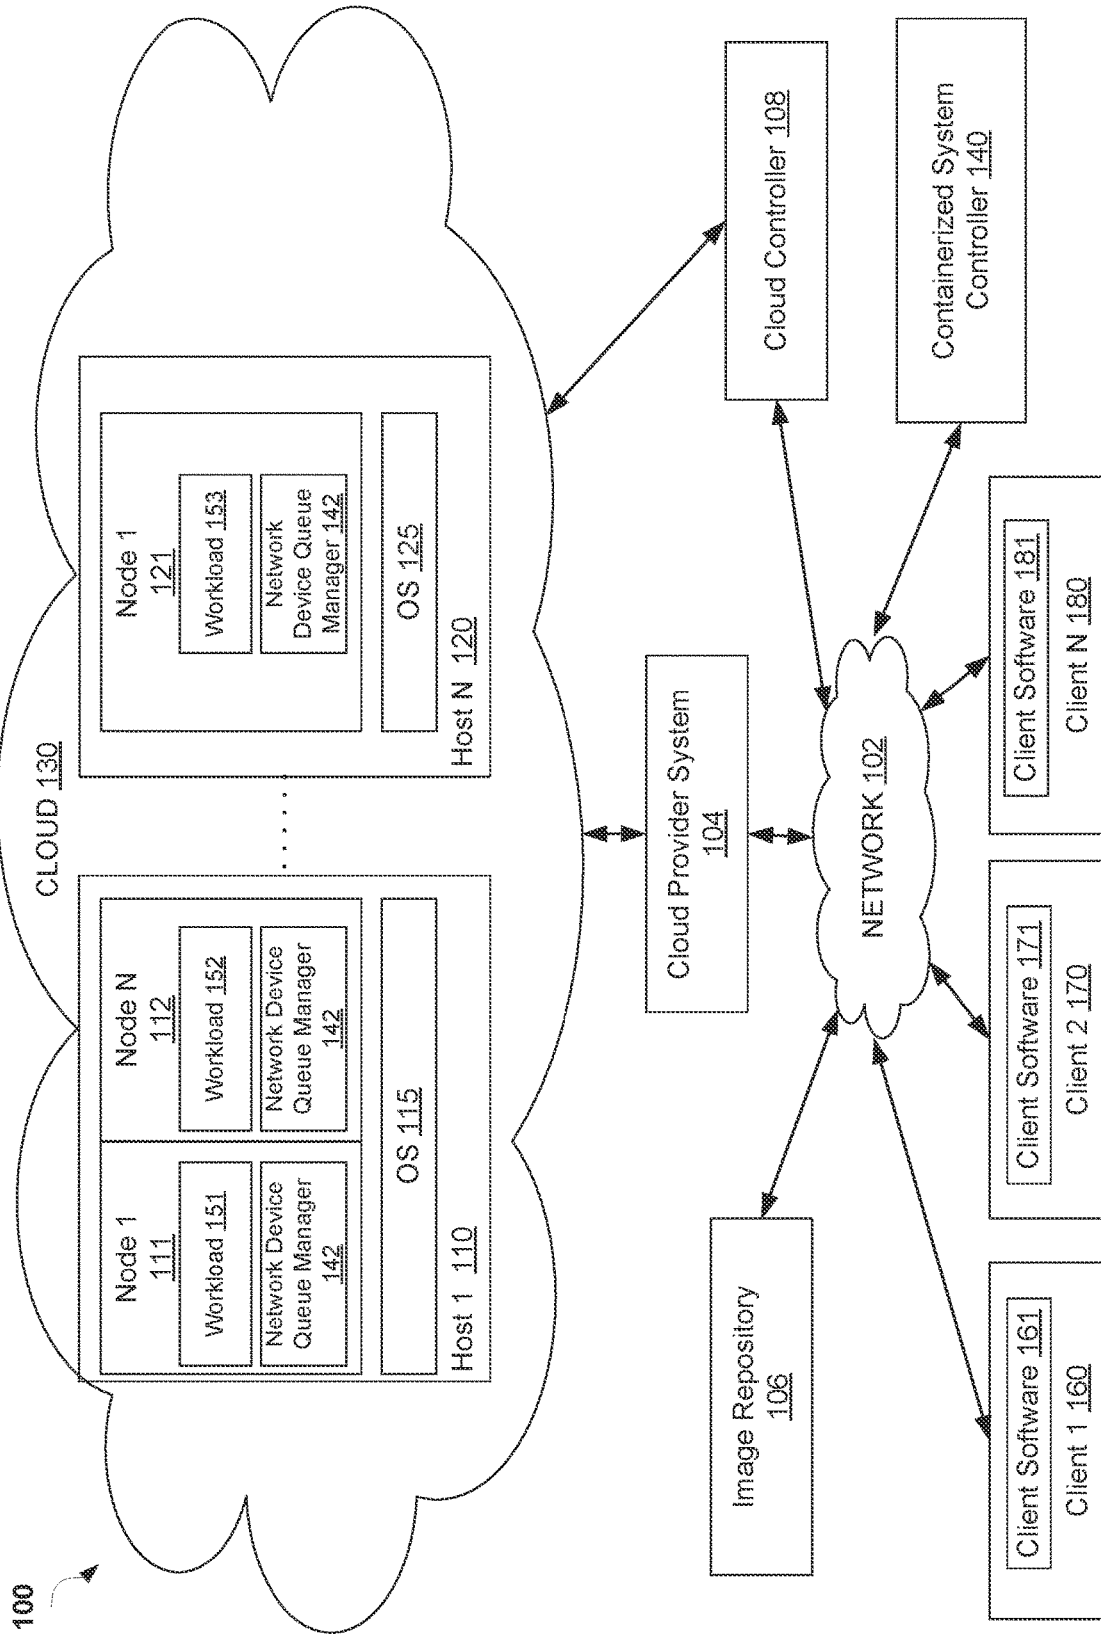 100
CLOUD 130
Node 1
111
Workload 151
Network Device
Queue Manager
142
Node N
112
Workload 152
Network Device
Queue Manager
142
OS 115
Host 1 110
. . . . .
Node 1
121
Workload 153
Network
Device Queue
Manager 142
OS 125
Host N 120
Cloud Provider System
104
Image Repository
106
NETWORK 102
Cloud Controller 108
Containerized System
Controller 140
Client Software 161
Client 1 160
Client Software 171
Client 2 170
Client Software 181
Client N 180